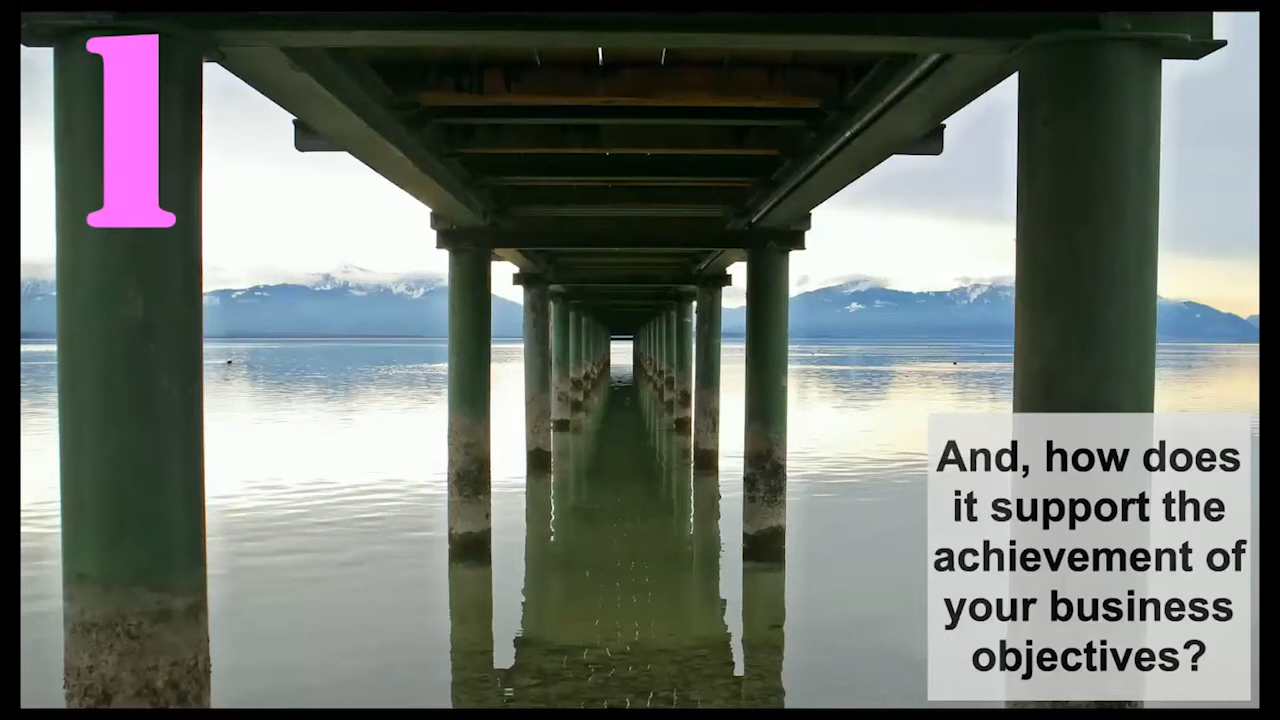 1
And, how does
it support the
achievement of
your business
objectives?